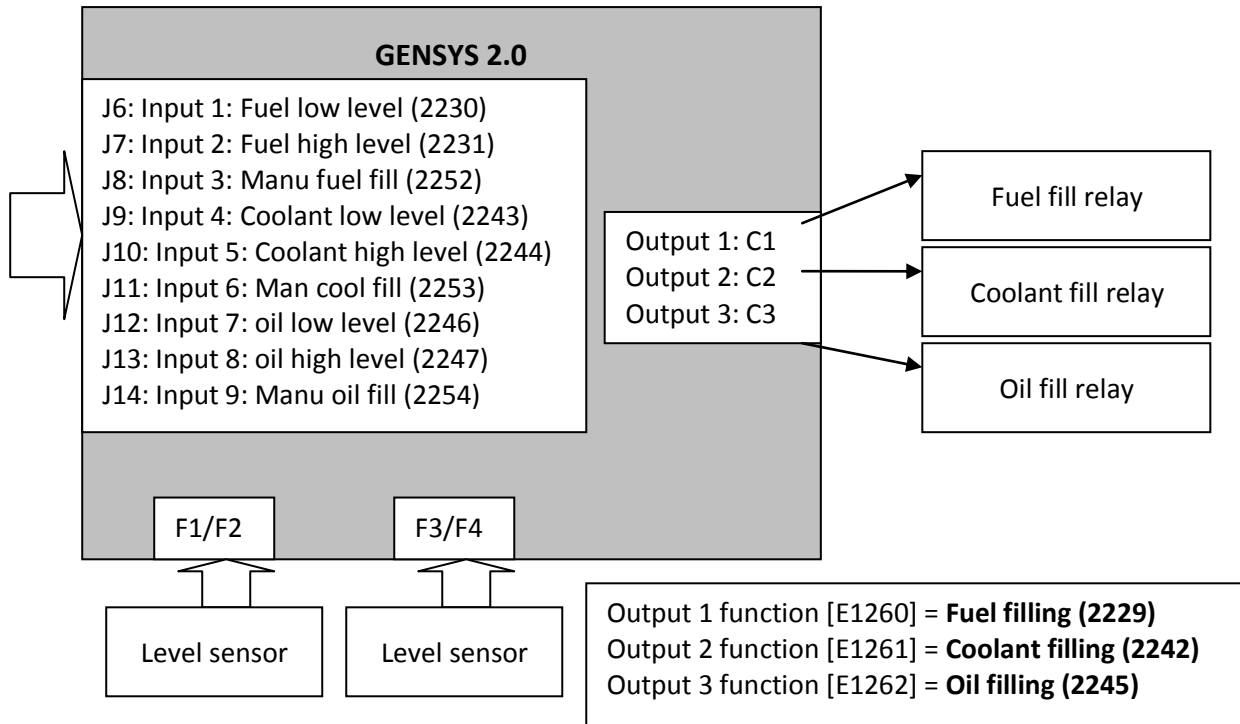 GENSYS 2.0
J6: Input 1: Fuel low level (2230)
J7: Input 2: Fuel high level (2231)
J8: Input 3: Manu fuel fill (2252)
J9: Input 4: Coolant low level (2243)
J10: Input 5: Coolant high level (2244)
J11: Input 6: Man cool fill (2253)
J12: Input 7: oil low level (2246)
J13: Input 8: oil high level (2247)
J14: Input 9: Manu oil fill (2254)
Output 1: C1
Output 2: C2
Output 3: C3
Fuel fill relay
Coolant fill relay
Oil fill relay
F1/F2
F3/F4
Level sensor
Level sensor
Output 1 function [E1260] = Fuel filling (2229)
Output 2 function [E1261] = Coolant filling (2242)
Output 3 function [E1262] = Oil filling (2245)